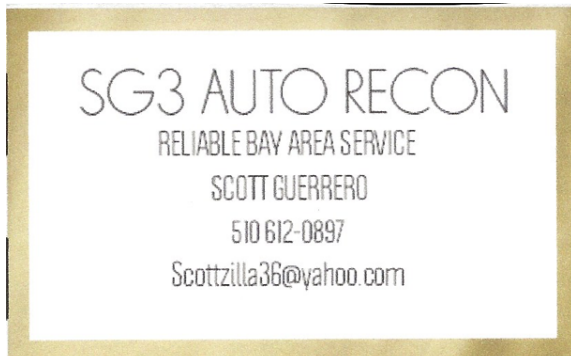 SG3 AUTO RECON
RELIABLE BAY AREA SERVICE
SCOTT GUERRERO
510 612-0897
Scottzilla36@yahoo.com